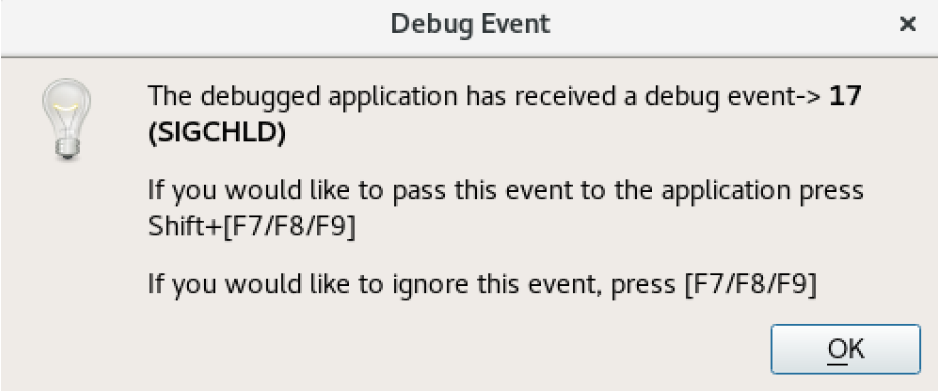 Debug Event
The debugged application has received a debug event-> 17
(SIGCHLD)
If you would like to pass this event to the application press
Shift+[F7/F8/F9]
If you would like to ignore this event, press [F7/F8/F9]
OK